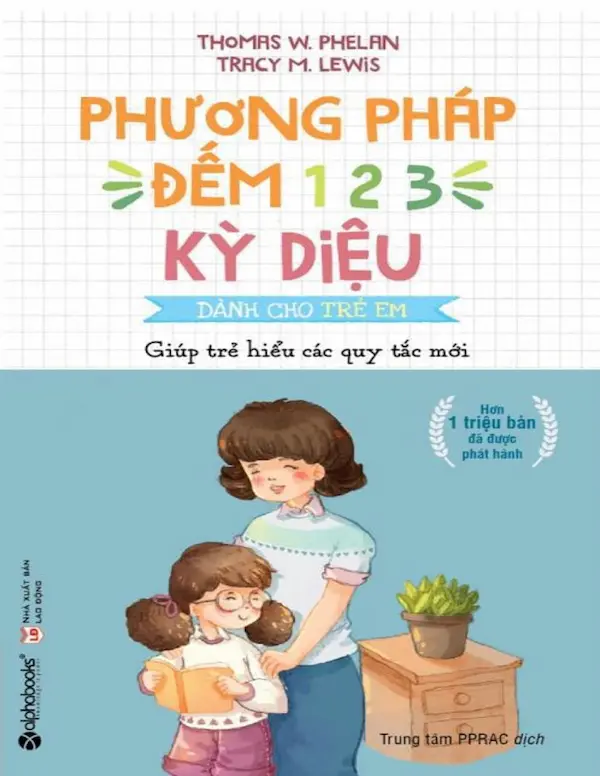 THOMAS W. PHELAN
TRACY M. LEWIS
PHƯƠNG PHÁP
ĐẾM 1 2 3
KỲ DIỆU
DÀNH CHO TRẺ EM
Giúp trẻ hiểu các quy tắc mới
Hơn
1 triệu bản
đã được
phát hành
NHÀ XUẤT BẢN
LAO ĐỘNG
LĐ
alphabooks®
Trung tâm PPRAC dịch